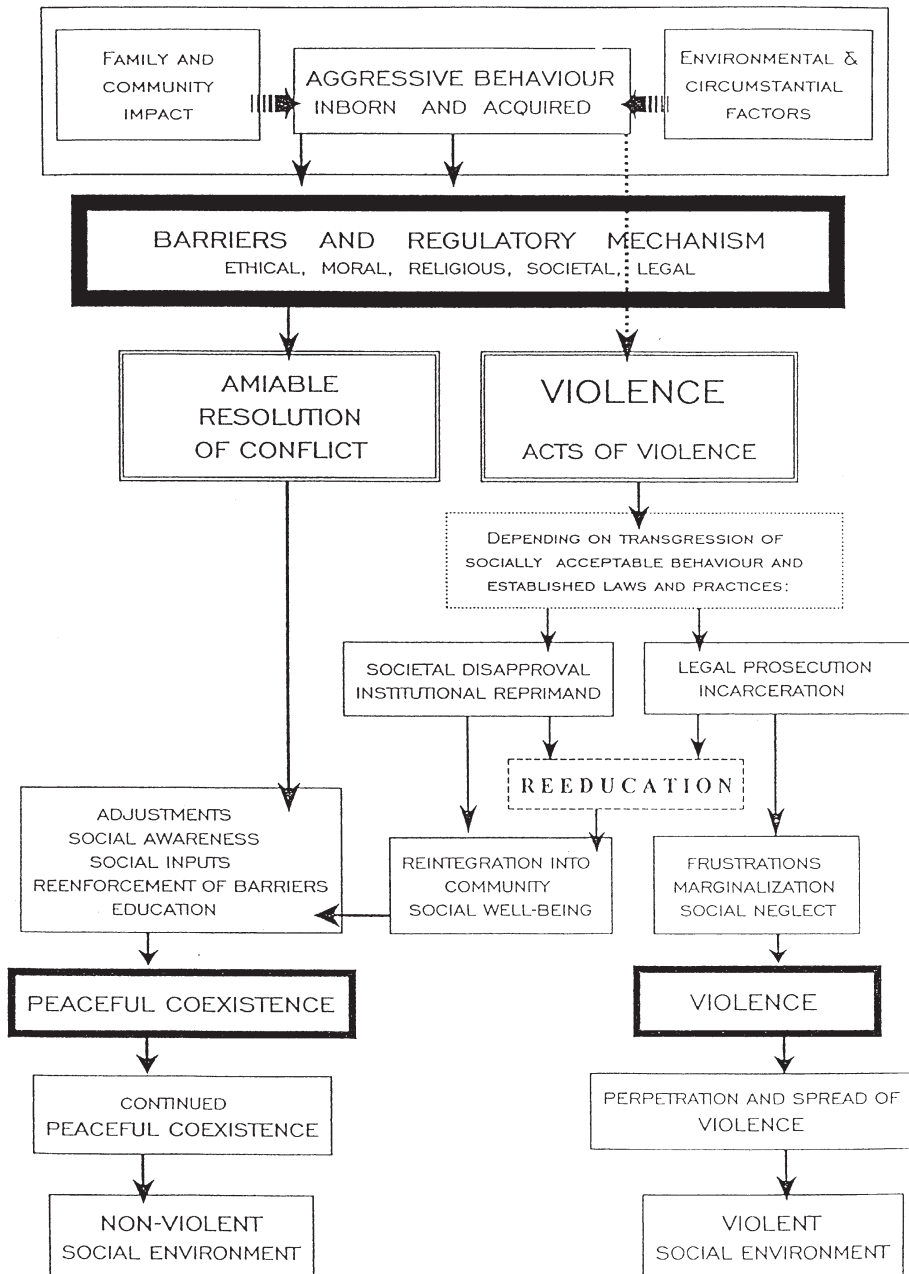 FAMILY AND
COMMUNITY
IMPACT
AGGRESSIVE BEHAVIOUR
INBORN AND ACQUIRED
ENVIRONMENTAL &
CIRCUMSTANTIAL
FACTORS
BARRIERS AND REGULATORY MECHANISM
ETHICAL, MORAL, RELIGIOUS, SOCIETAL, LEGAL
AMIABLE
RESOLUTION
OF CONFLICT
VIOLENCE
ACTS OF VIOLENCE
DEPENDING ON TRANSGRESSION OF
SOCIALLY ACCEPTABLE BEHAVIOUR AND
ESTABLISHED LAWS AND PRACTICES:
SOCIETAL DISAPPROVAL
INSTITUTIONAL REPRIMAND
LEGAL PROSECUTION
INCARCERATION
REEDUCATION
ADJUSTMENTS
SOCIAL AWARENESS
SOCIAL INPUTS
REENFORCEMENT OF BARRIERS
EDUCATION
REINTEGRATION INTO
COMMUNITY
SOCIAL WELL-BEING
FRUSTRATIONS
MARGINALIZATION
SOCIAL NEGLECT
PEACEFUL COEXISTENCE
VIOLENCE
CONTINUED
PEACEFUL COEXISTENCE
PERPETRATION AND SPREAD OF
VIOLENCE
NON-VIOLENT
SOCIAL ENVIRONMENT
VIOLENT
SOCIAL ENVIRONMENT